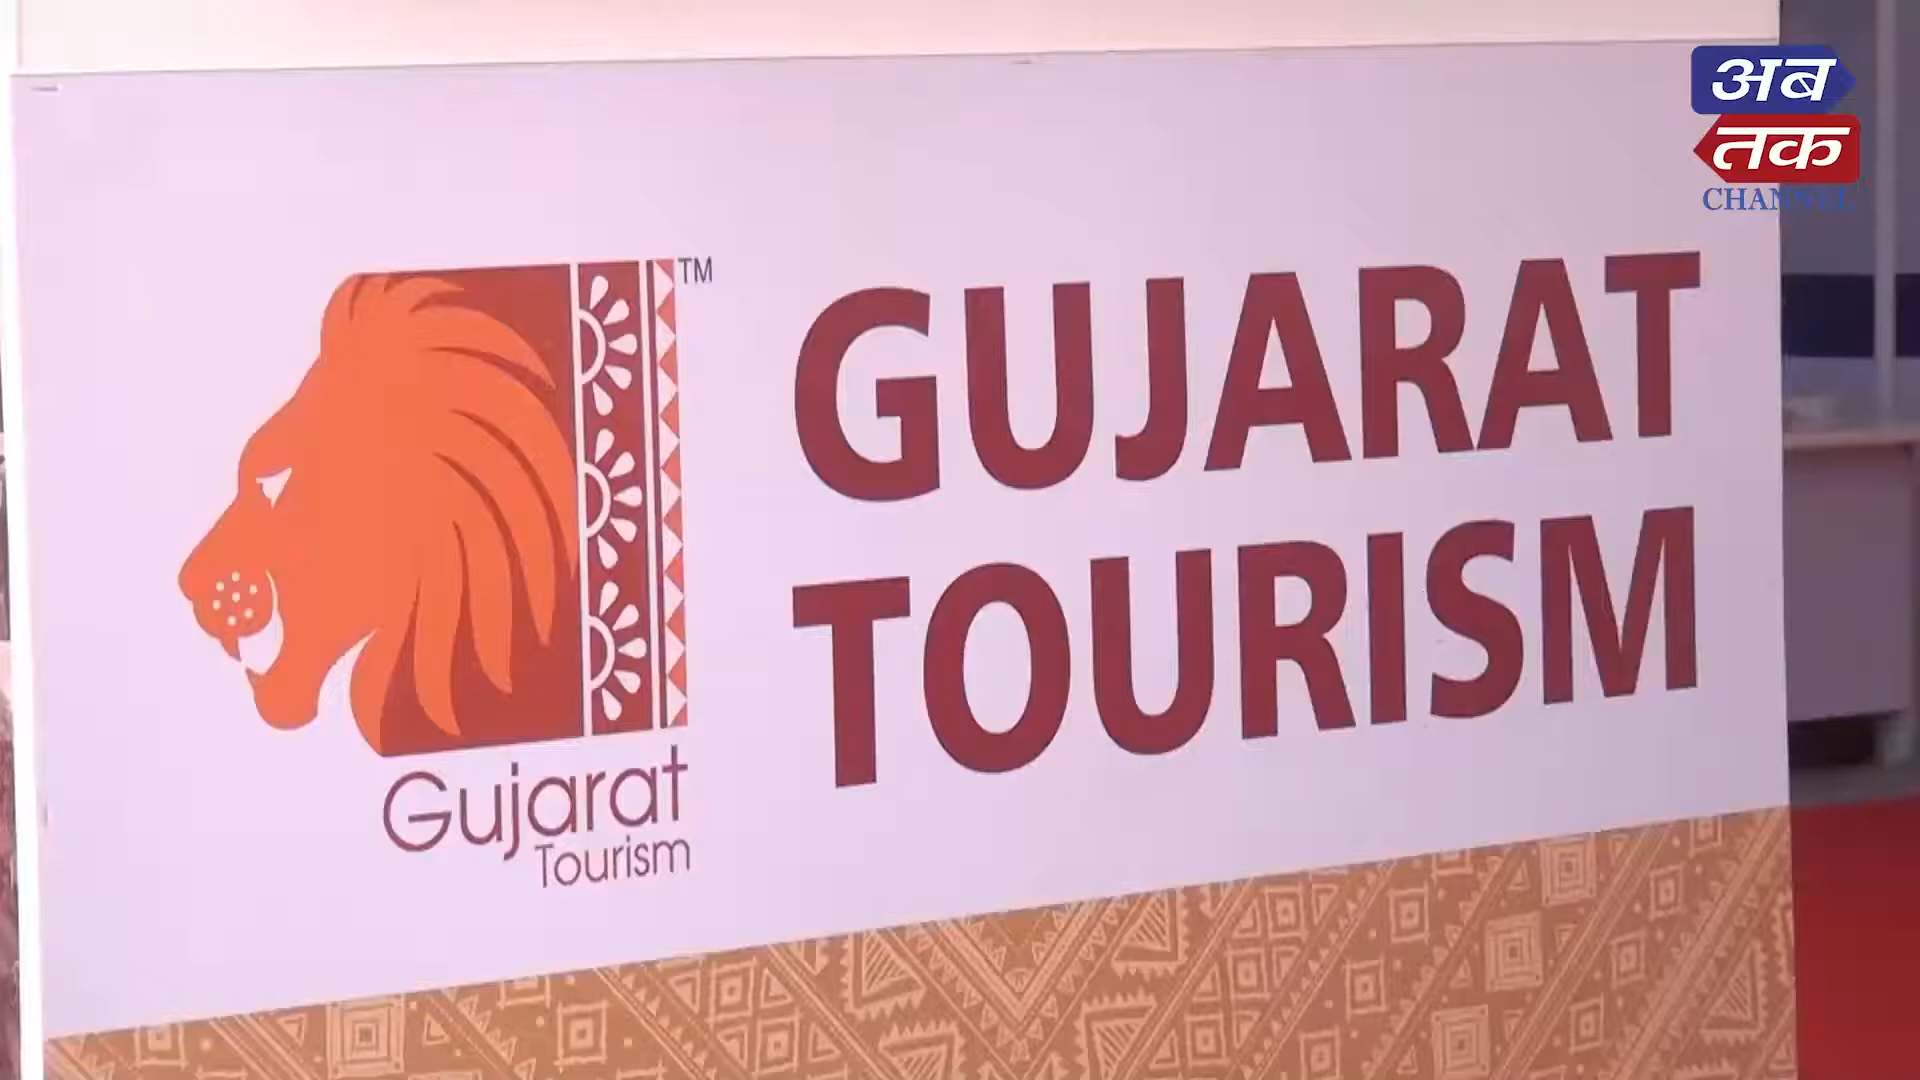 अब
तक
CHANNEL
TM
GUJARAT
TOURISM
Gujarat
Tourism